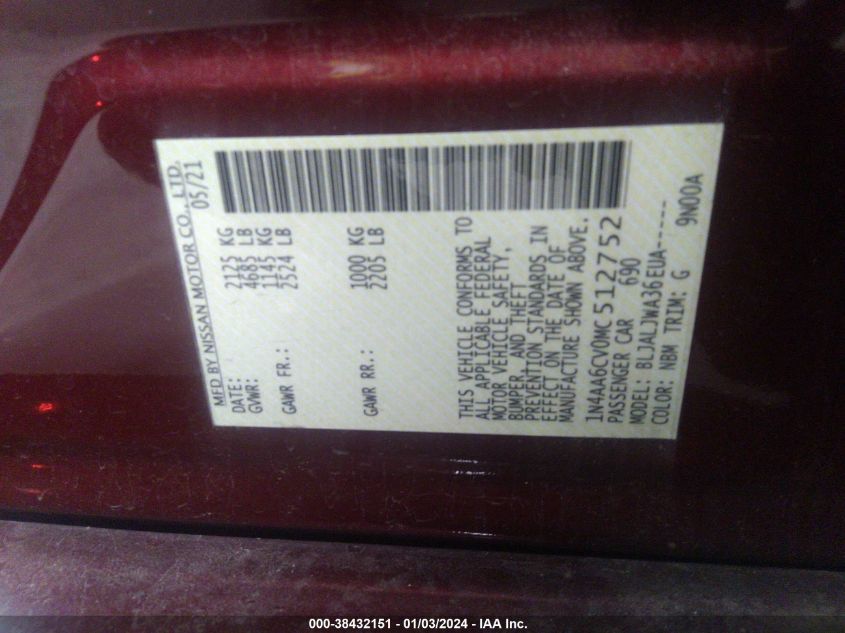 MFD BY NISSAN MOTOR CO., LTD.
DATE: 05/21
GVWR: 2125 KG
4685 LB
GAWR FR.: 1145 KG
2524 LB
GAWR RR.: 1000 KG
2205 LB
THIS VEHICLE CONFORMS TO
ALL APPLICABLE FEDERAL
MOTOR VEHICLE SAFETY,
BUMPER, AND THEFT
PREVENTION STANDARDS IN
EFFECT ON THE DATE OF
MANUFACTURE SHOWN ABOVE.
1N4AA6CV0MC512752
PASSENGER CAR 690
MODEL: BLJALJWA36EUA-----
COLOR: NBM TRIM: G 9N00A
000-38432151 - 01/03/2024 - IAA Inc.